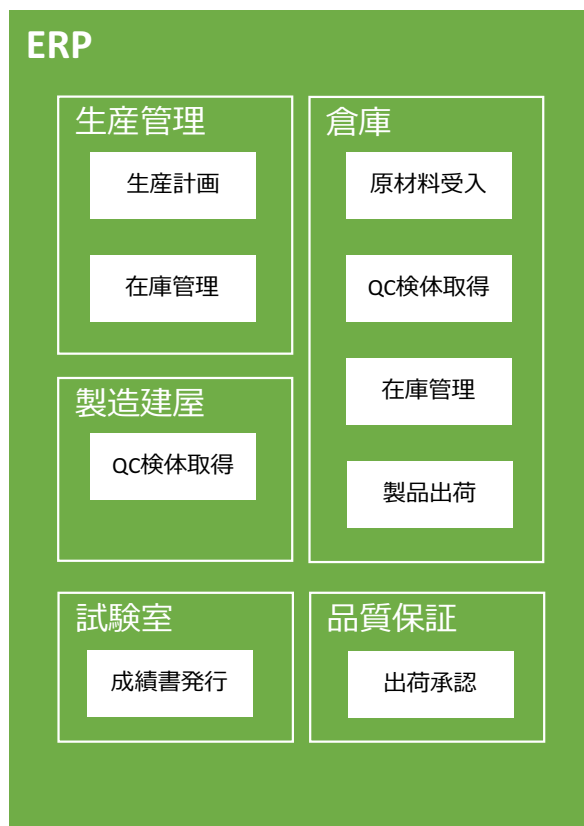 ERP
生産管理
生産計画
在庫管理
倉庫
原材料受入
QC検体取得
在庫管理
製品出荷
製造建屋
QC検体取得
試験室
成績書発行
品質保証
出荷承認